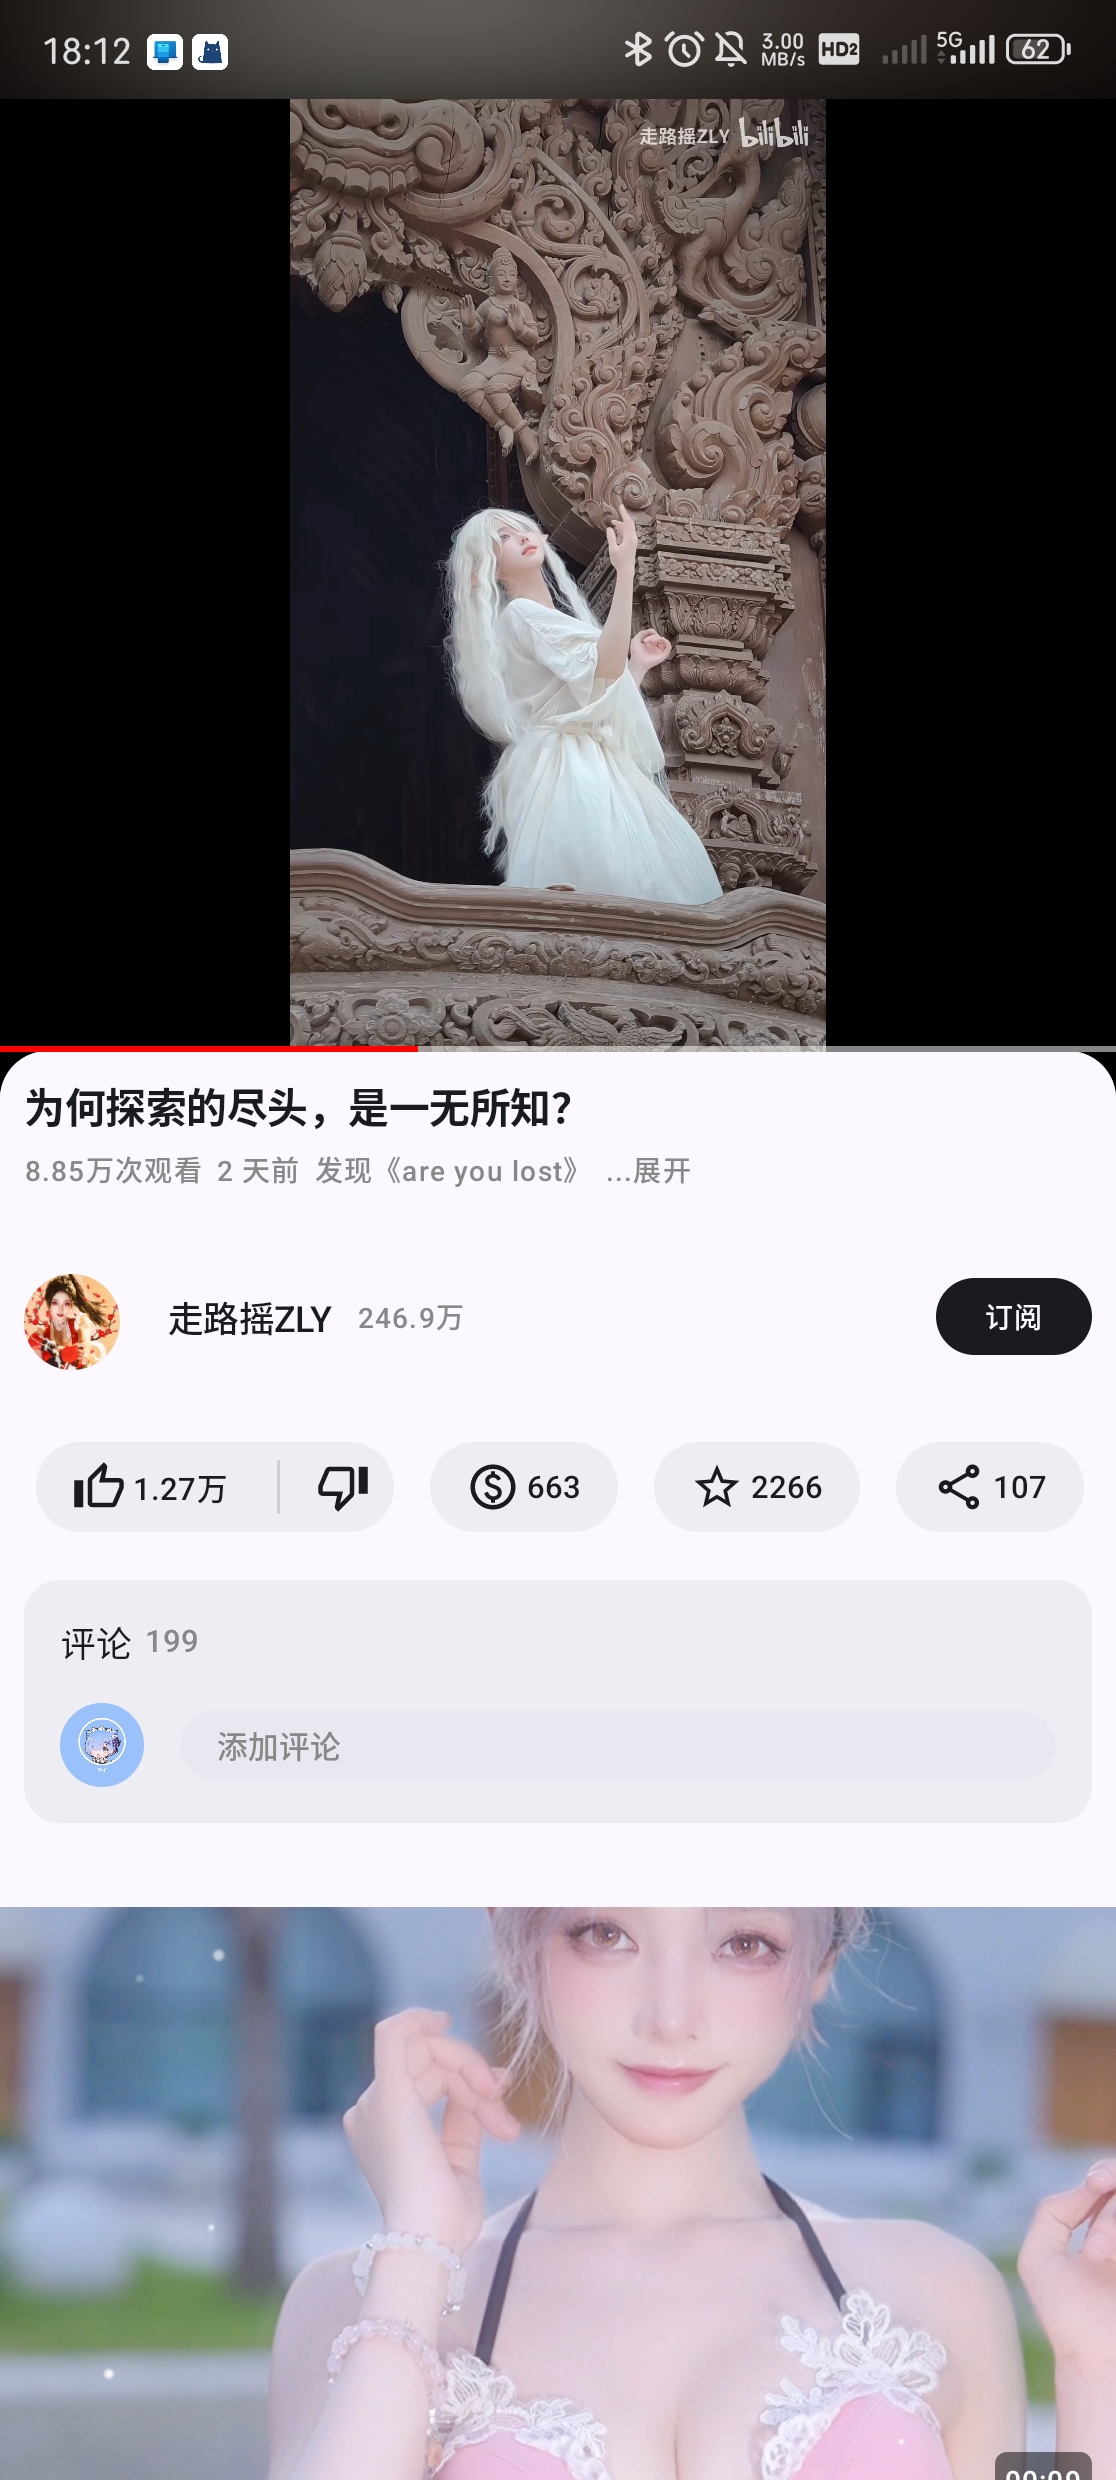 18:12
3.00 MB/s HD2 5G 62
走路摇ZLY bilibili
为何探索的尽头，是一无所知？
8.85万次观看 2 天前 发现《are you lost》 ...展开
走路摇ZLY 246.9万 订阅
1.27万 663 2266 107
评论 199
添加评论
00:00